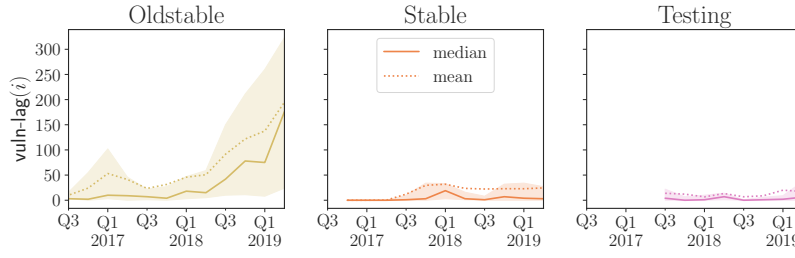 Oldstable Stable Testing
vuln-lag(i)
300
250
200
150
100
50
0
median
mean
Q3 Q1 Q3 Q1 Q3 Q1 Q3 Q1 Q3 Q1 Q3 Q1 Q3 Q1 Q3 Q1 Q3
2017 2018 2019 2017 2018 2019 2017 2018 2019